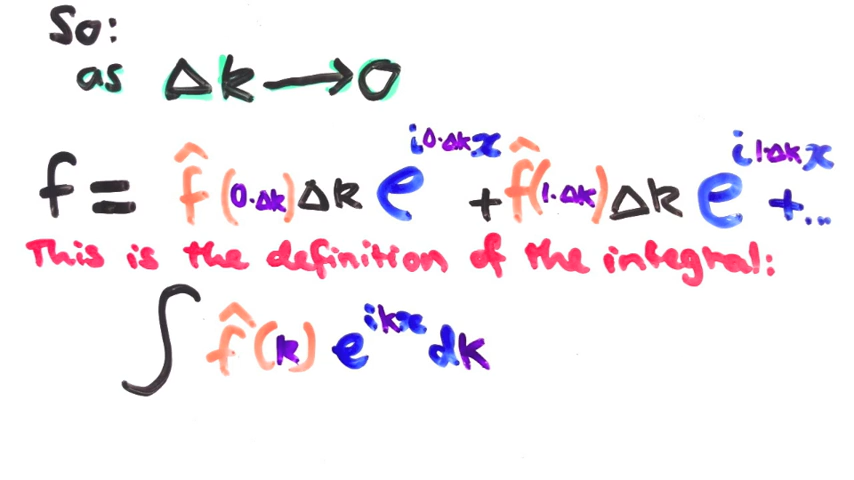 So:
as Δk → 0
f = f̂(0·Δk)Δk e^{i0·Δkx} + f̂(1·Δk)Δk e^{i1·Δkx} + ...
This is the definition of the integral:
∫ f̂(k) e^{ikx} dk